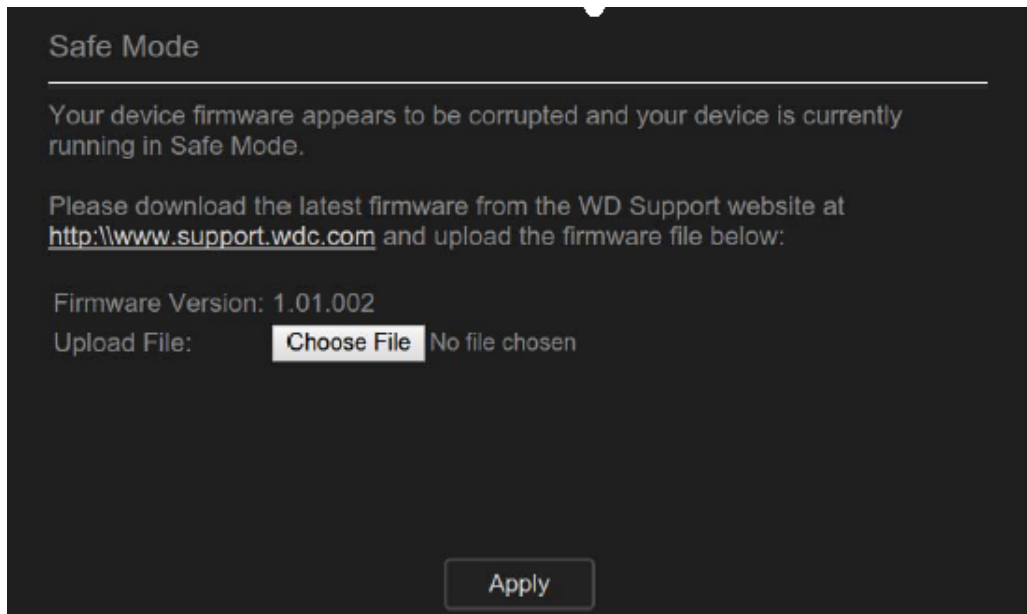 Safe Mode
Your device firmware appears to be corrupted and your device is currently
running in Safe Mode.
Please download the latest firmware from the WD Support website at
http:\\www.support.wdc.com and upload the firmware file below:
Firmware Version: 1.01.002
Upload File: Choose File No file chosen
Apply